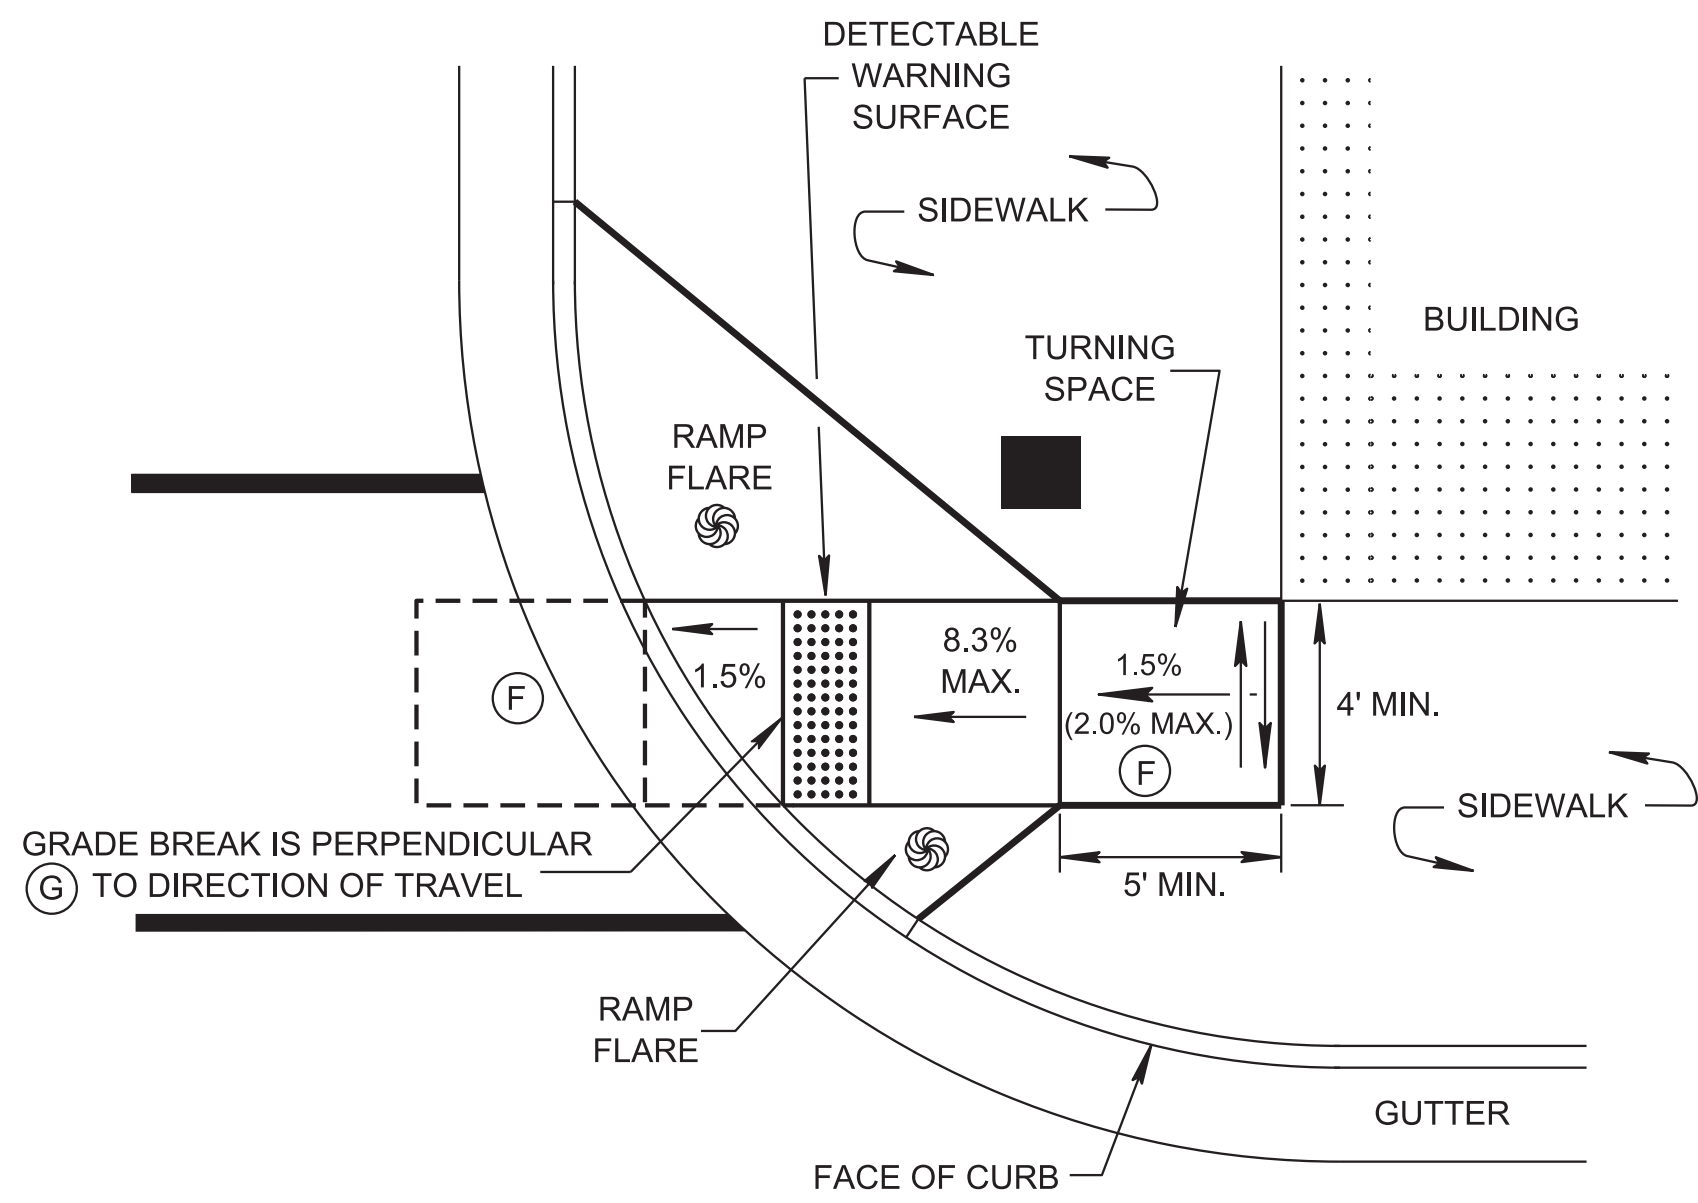 DETECTABLE
WARNING
SURFACE
SIDEWALK
BUILDING
TURNING
SPACE
RAMP
FLARE
8.3%
MAX.
1.5%
1.5%
(2.0% MAX.)
F
F
4' MIN.
SIDEWALK
GRADE BREAK IS PERPENDICULAR
G TO DIRECTION OF TRAVEL
5' MIN.
RAMP
FLARE
GUTTER
FACE OF CURB